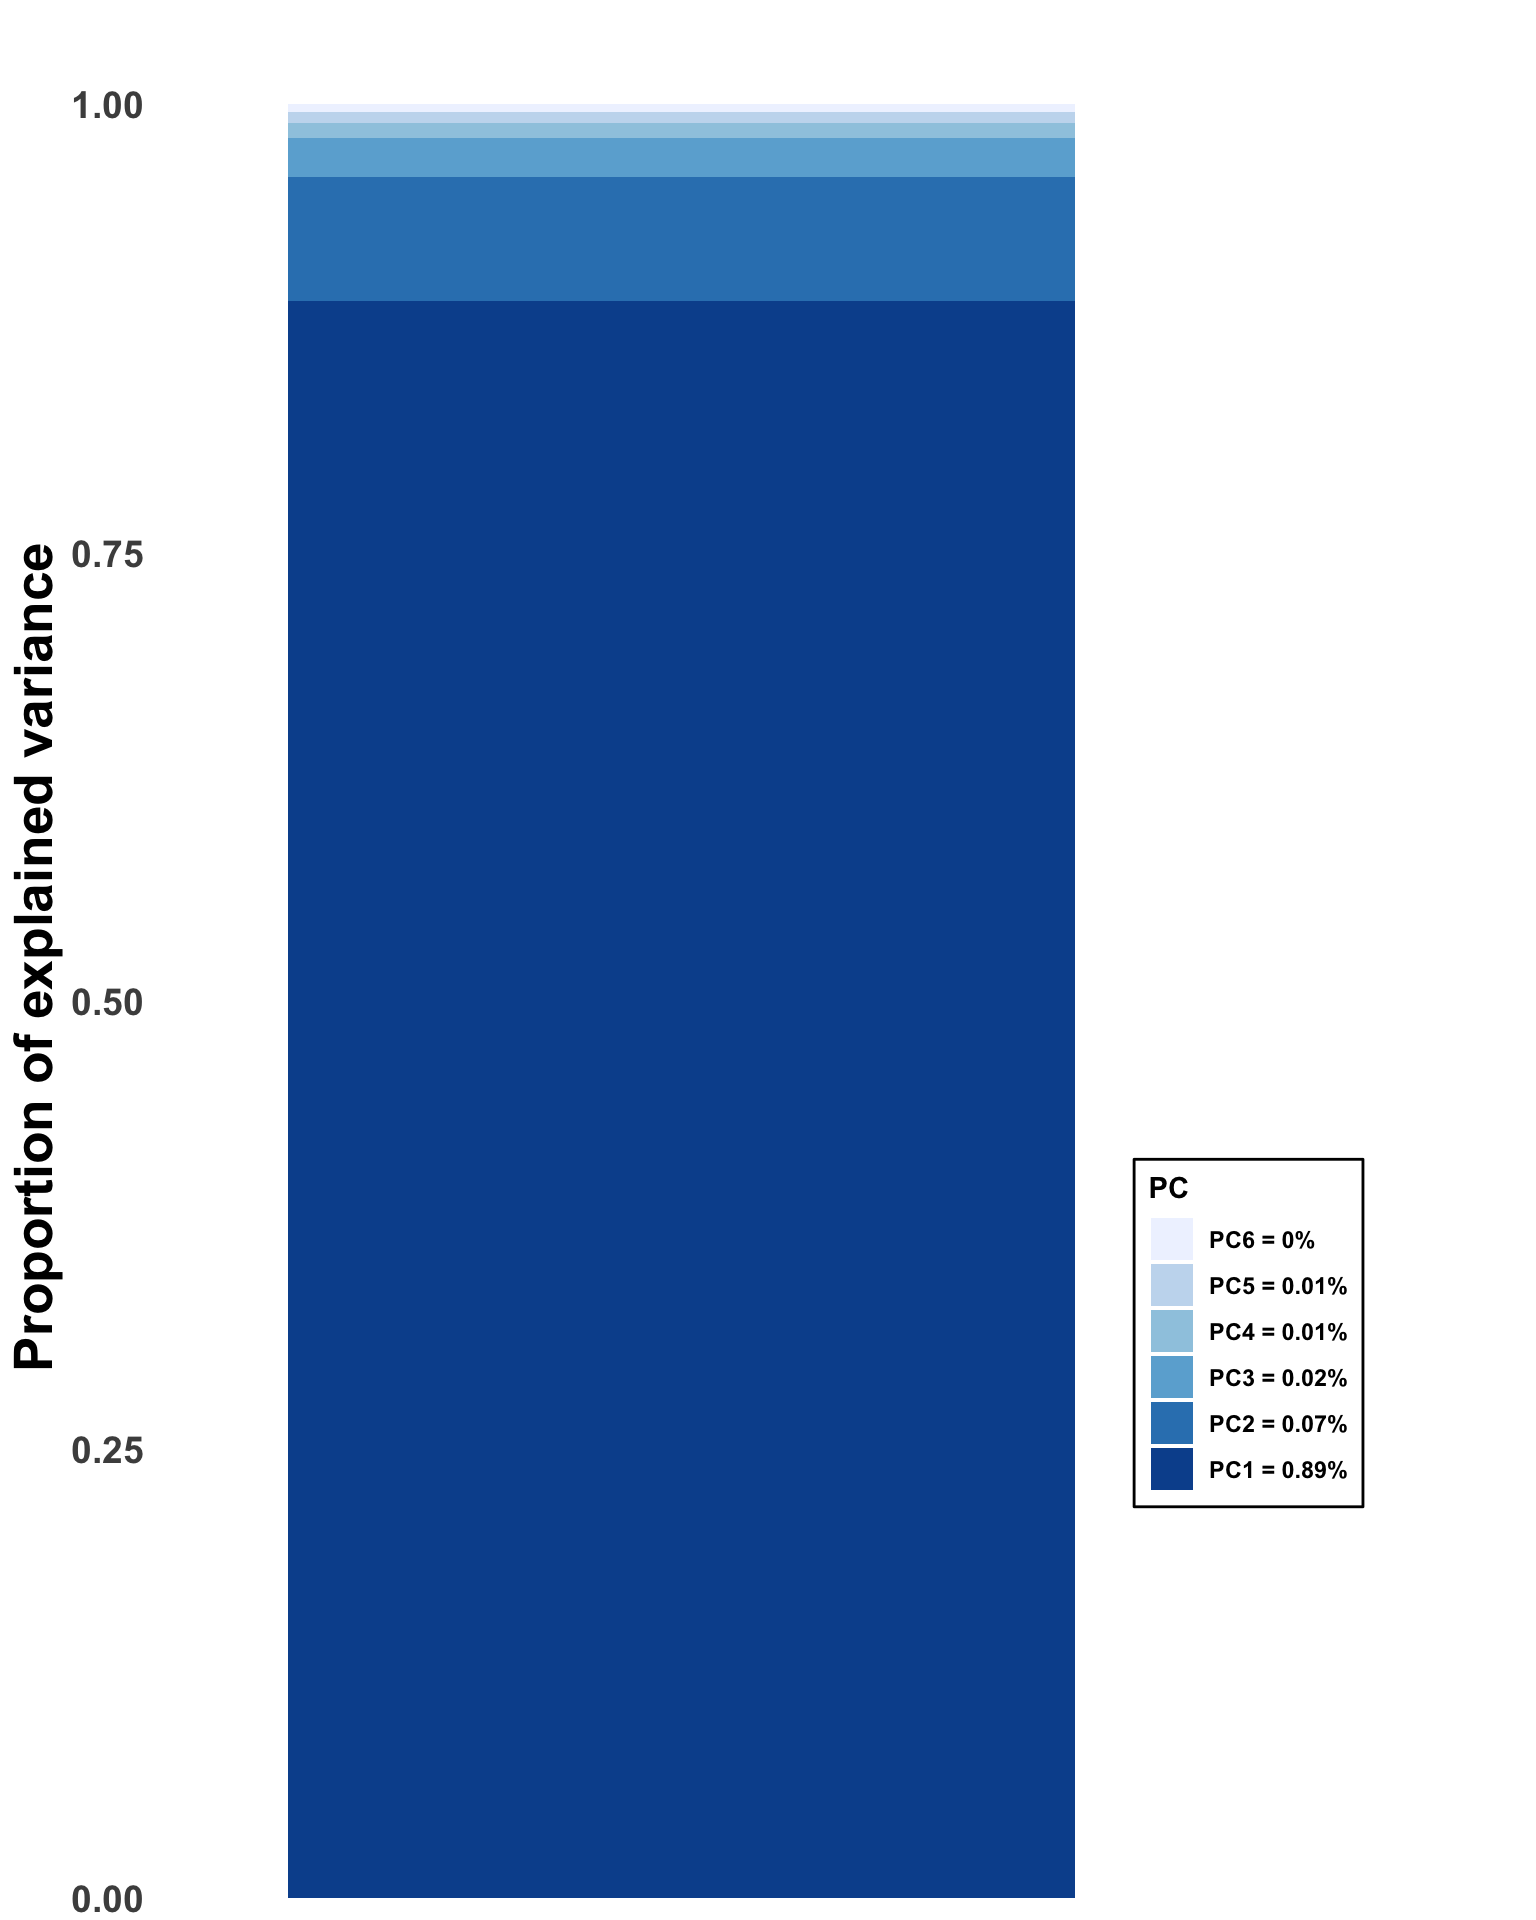 Proportion of explained variance
1.00
0.75
0.50
0.25
0.00
PC
PC6 = 0%
PC5 = 0.01%
PC4 = 0.01%
PC3 = 0.02%
PC2 = 0.07%
PC1 = 0.89%